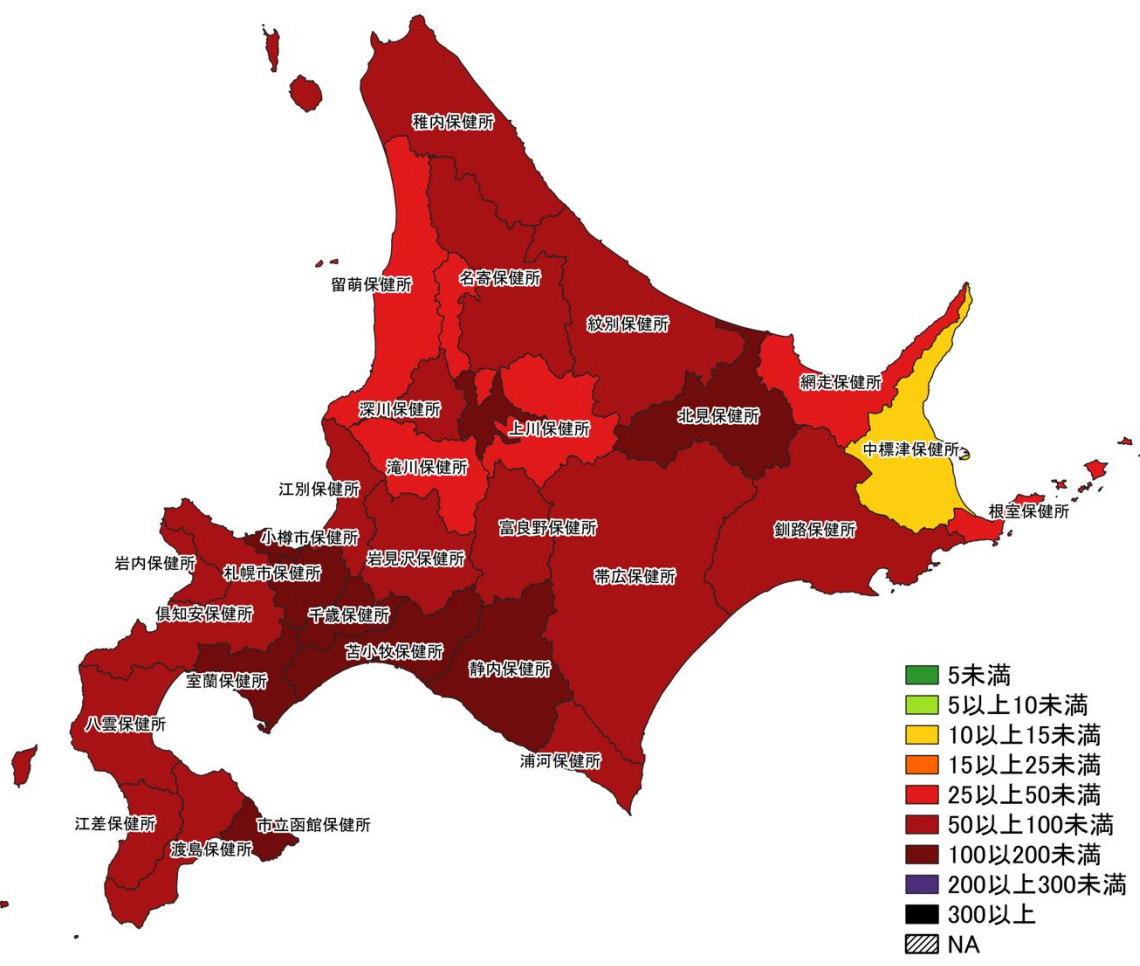 稚内保健所
名寄保健所
留萌保健所
紋別保健所
網走保健所
深川保健所
北見保健所
上川保健所
中標津保健所
滝川保健所
江別保健所
根室保健所
富良野保健所
釧路保健所
小樽市保健所
岩見沢保健所
岩内保健所
札幌市保健所
帯広保健所
倶知安保健所
千歳保健所
苫小牧保健所
静内保健所
室蘭保健所
八雲保健所
浦河保健所
江差保健所
市立函館保健所
渡島保健所
5未満
5以上10未満
10以上15未満
15以上25未満
25以上50未満
50以上100未満
100以200未満
200以上300未満
300以上
NA